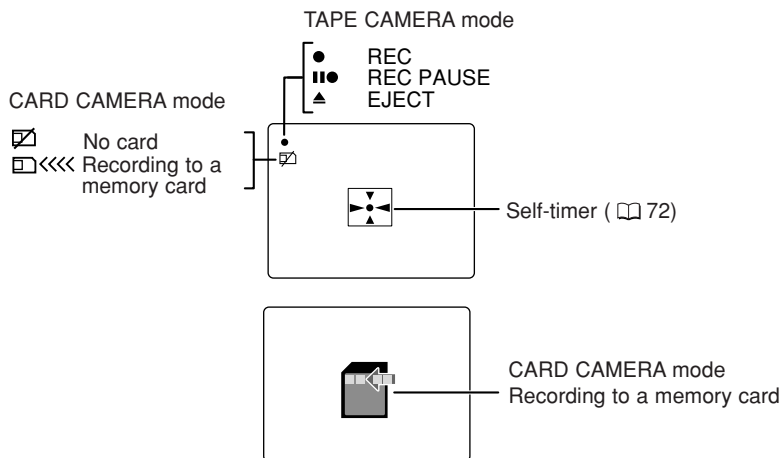 TAPE CAMERA mode
REC
REC PAUSE
EJECT
CARD CAMERA mode
No card
Recording to a
memory card
Self-timer ( 72)
CARD CAMERA mode
Recording to a memory card